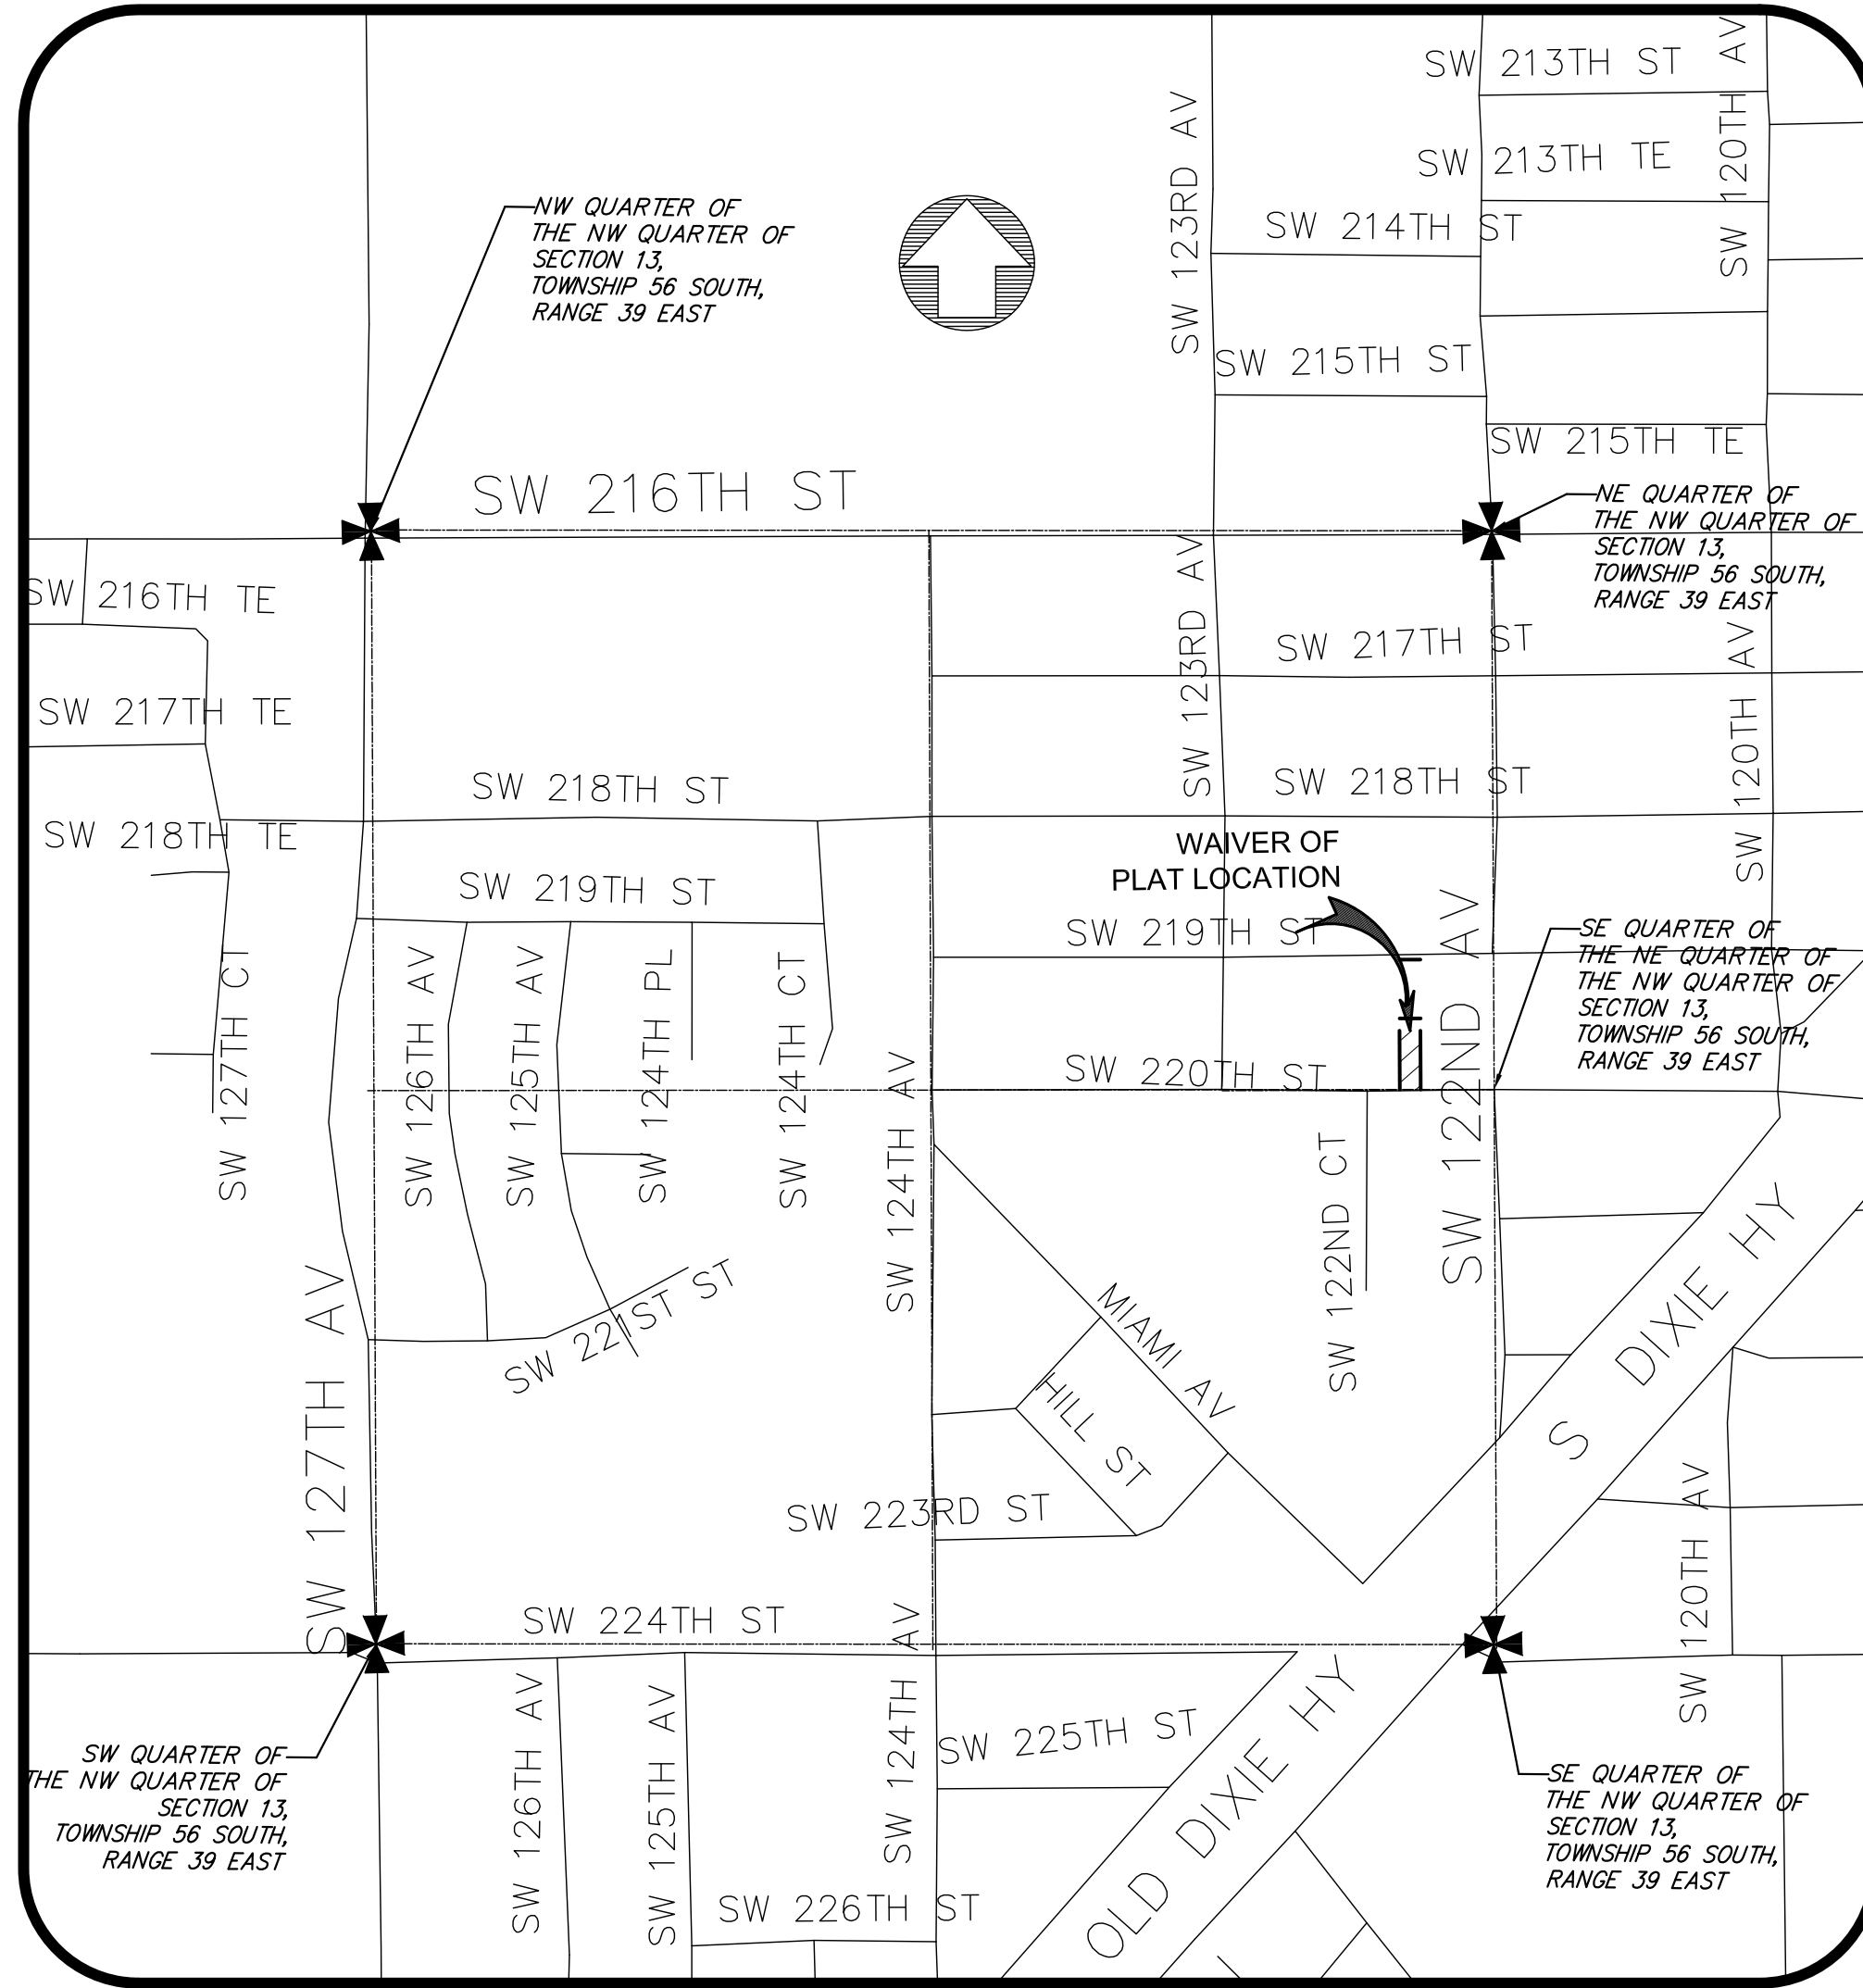 SW 213TH ST
SW 120TH AV
SW 123RD AV
SW 213TH TE
NW QUARTER OF
THE NW QUARTER OF
SECTION 13,
TOWNSHIP 56 SOUTH,
RANGE 39 EAST
SW 214TH ST
SW 215TH ST
SW 215TH TE
SW 216TH ST
NE QUARTER OF
THE NW QUARTER OF
SECTION 13,
TOWNSHIP 56 SOUTH,
RANGE 39 EAST
SW 216TH TE
SW 123RD AV
SW 217TH ST
SW 120TH AV
SW 217TH TE
SW 218TH ST
SW 218TH ST
SW 218TH TE
WAIVER OF
PLAT LOCATION
SW 219TH ST
SW 219TH ST
SW 122ND AV
SE QUARTER OF
THE NE QUARTER OF
THE NW QUARTER OF
SECTION 13,
TOWNSHIP 56 SOUTH,
RANGE 39 EAST
SW 127TH CT
SW 126TH AV
SW 125TH AV
SW 124TH PL
SW 124TH CT
SW 124TH AV
SW 220TH ST
SW 122ND CT
SW 127TH AV
SW 221ST ST
MIAMI AV
HILL ST
S DIXIE HY
SW 223RD ST
SW 120TH AV
SW 224TH ST
SW 124TH AV
SW 126TH AV
SW 125TH AV
SW 225TH ST
OLD DIXIE HY
SW QUARTER OF
THE NW QUARTER OF
SECTION 13,
TOWNSHIP 56 SOUTH,
RANGE 39 EAST
SE QUARTER OF
THE NW QUARTER OF
SECTION 13,
TOWNSHIP 56 SOUTH,
RANGE 39 EAST
SW 226TH ST